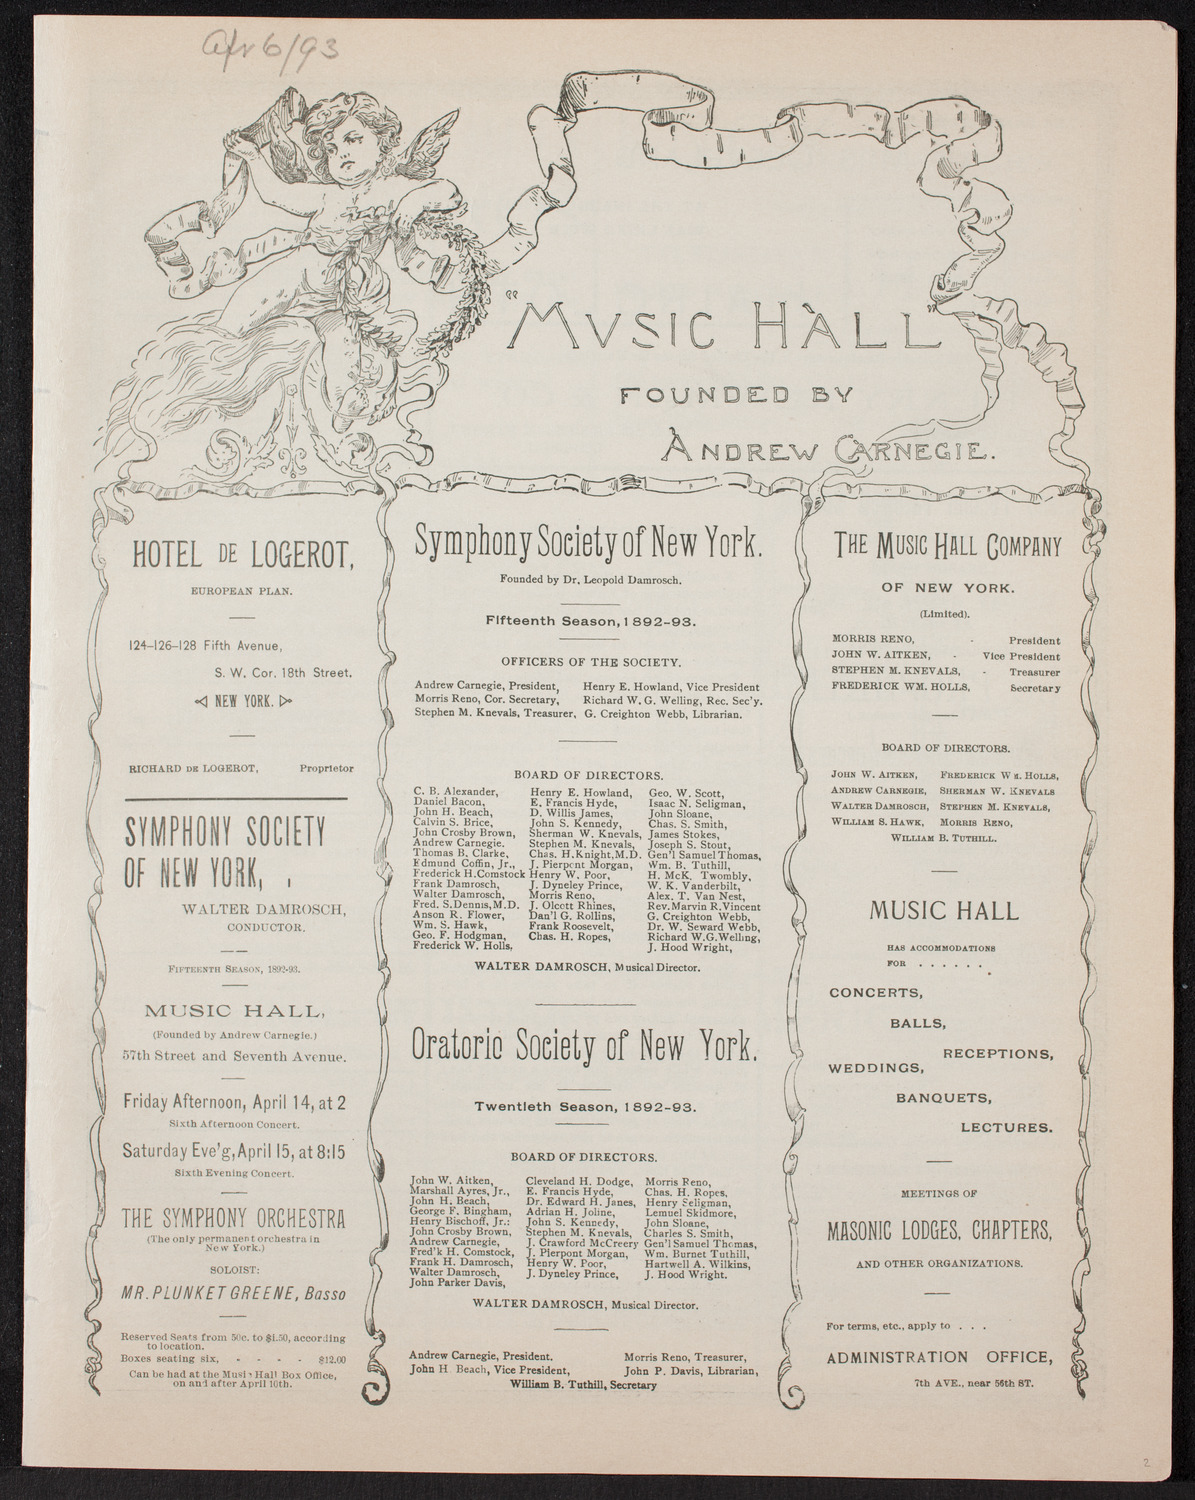 Apr 6/93
"MVSIC HALL"
FOUNDED BY
ANDREW CARNEGIE.
HOTEL DE LOGEROT,
EUROPEAN PLAN.
124–126–128 Fifth Avenue,
S. W. Cor. 18th Street.
NEW YORK.
RICHARD DE LOGEROT, Proprietor
SYMPHONY SOCIETY
OF NEW YORK,
WALTER DAMROSCH,
CONDUCTOR.
FIFTEENTH SEASON, 1892-93.
MUSIC HALL,
(Founded by Andrew Carnegie.)
57th Street and Seventh Avenue.
Friday Afternoon, April 14, at 2
Sixth Afternoon Concert.
Saturday Eve'g, April 15, at 8:15
Sixth Evening Concert.
THE SYMPHONY ORCHESTRA
(The only permanent orchestra in
New York.)
SOLOIST:
MR. PLUNKET GREENE, Basso
Reserved Seats from 50c. to $1.50, according
to location.
Boxes seating six, - - - - $12.00
Can be had at the Music Hall Box Office,
on and after April 10th.
Symphony Society of New York.
Founded by Dr. Leopold Damrosch.
Fifteenth Season, 1892-93.
OFFICERS OF THE SOCIETY.
Andrew Carnegie, President, Henry E. Howland, Vice President
Morris Reno, Cor. Secretary, Richard W. G. Welling, Rec. Sec'y.
Stephen M. Knevals, Treasurer, G. Creighton Webb, Librarian.
BOARD OF DIRECTORS.
C. B. Alexander, Henry E. Howland, Geo. W. Scott,
Daniel Bacon, E. Francis Hyde, Isaac N. Seligman,
John H. Beach, D. Willis James, John Sloane,
Calvin S. Brice, John S. Kennedy, Chas. S. Smith,
John Crosby Brown, Sherman W. Knevals, James Stokes,
Andrew Carnegie. Stephen M. Knevals, Joseph S. Stout,
Thomas B. Clarke, Chas. H. Knight, M.D. Gen'l Samuel Thomas,
Edmund Coffin, Jr., J. Pierpont Morgan, Wm. B. Tuthill,
Frederick H. Comstock Henry W. Poor, H. McK. Twombly,
Frank Damrosch, J. Dyneley Prince, W. K. Vanderbilt,
Walter Damrosch, Morris Reno, Alex. T. Van Nest,
Fred. S. Dennis, M.D. J. Olcott Rhines, Rev. Marvin R. Vincent
Anson R. Flower, Dan'l G. Rollins, G. Creighton Webb,
Wm. S. Hawk, Frank Roosevelt, Dr. W. Seward Webb,
Geo. F. Hodgman, Chas. H. Ropes, Richard W. G. Welling,
Frederick W. Holls, J. Hood Wright,
WALTER DAMROSCH, Musical Director.
Oratorio Society of New York.
Twentieth Season, 1892-93.
BOARD OF DIRECTORS.
John W. Aitken, Cleveland H. Dodge, Morris Reno,
Marshall Ayres, Jr., E. Francis Hyde, Chas. H. Ropes,
John H. Beach, Dr. Edward H. Janes, Henry Seligman,
George F. Bingham, Adrian H. Joline, Lemuel Skidmore,
Henry Bischoff, Jr.: John S. Kennedy, John Sloane,
John Crosby Brown, Stephen M. Knevals, Charles S. Smith,
Andrew Carnegie, J. Crawford McCreery Gen'l Samuel Thomas,
Fred'k H. Comstock, J. Pierpont Morgan, Wm. Burnet Tuthill,
Frank H. Damrosch, Henry W. Poor, Hartwell A. Wilkins,
Walter Damrosch, J. Dyneley Prince, J. Hood Wright.
John Parker Davis,
WALTER DAMROSCH, Musical Director.
Andrew Carnegie, President. Morris Reno, Treasurer,
John H. Beach, Vice President, John P. Davis, Librarian,
William B. Tuthill, Secretary
THE MUSIC HALL COMPANY
OF NEW YORK.
(Limited).
MORRIS RENO, - President
JOHN W. AITKEN, - Vice President
STEPHEN M. KNEVALS, - Treasurer
FREDERICK WM. HOLLS, Secretary
BOARD OF DIRECTORS.
JOHN W. AITKEN, FREDERICK WM. HOLLS,
ANDREW CARNEGIE, SHERMAN W. KNEVALS
WALTER DAMROSCH, STEPHEN M. KNEVALS,
WILLIAM S. HAWK, MORRIS RENO,
WILLIAM B. TUTHILL.
MUSIC HALL
HAS ACCOMMODATIONS
FOR . . . . . .
CONCERTS,
BALLS,
RECEPTIONS,
WEDDINGS,
BANQUETS,
LECTURES.
MEETINGS OF
MASONIC LODGES, CHAPTERS,
AND OTHER ORGANIZATIONS.
For terms, etc., apply to . . .
ADMINISTRATION OFFICE,
7th AVE., near 56th ST.
2